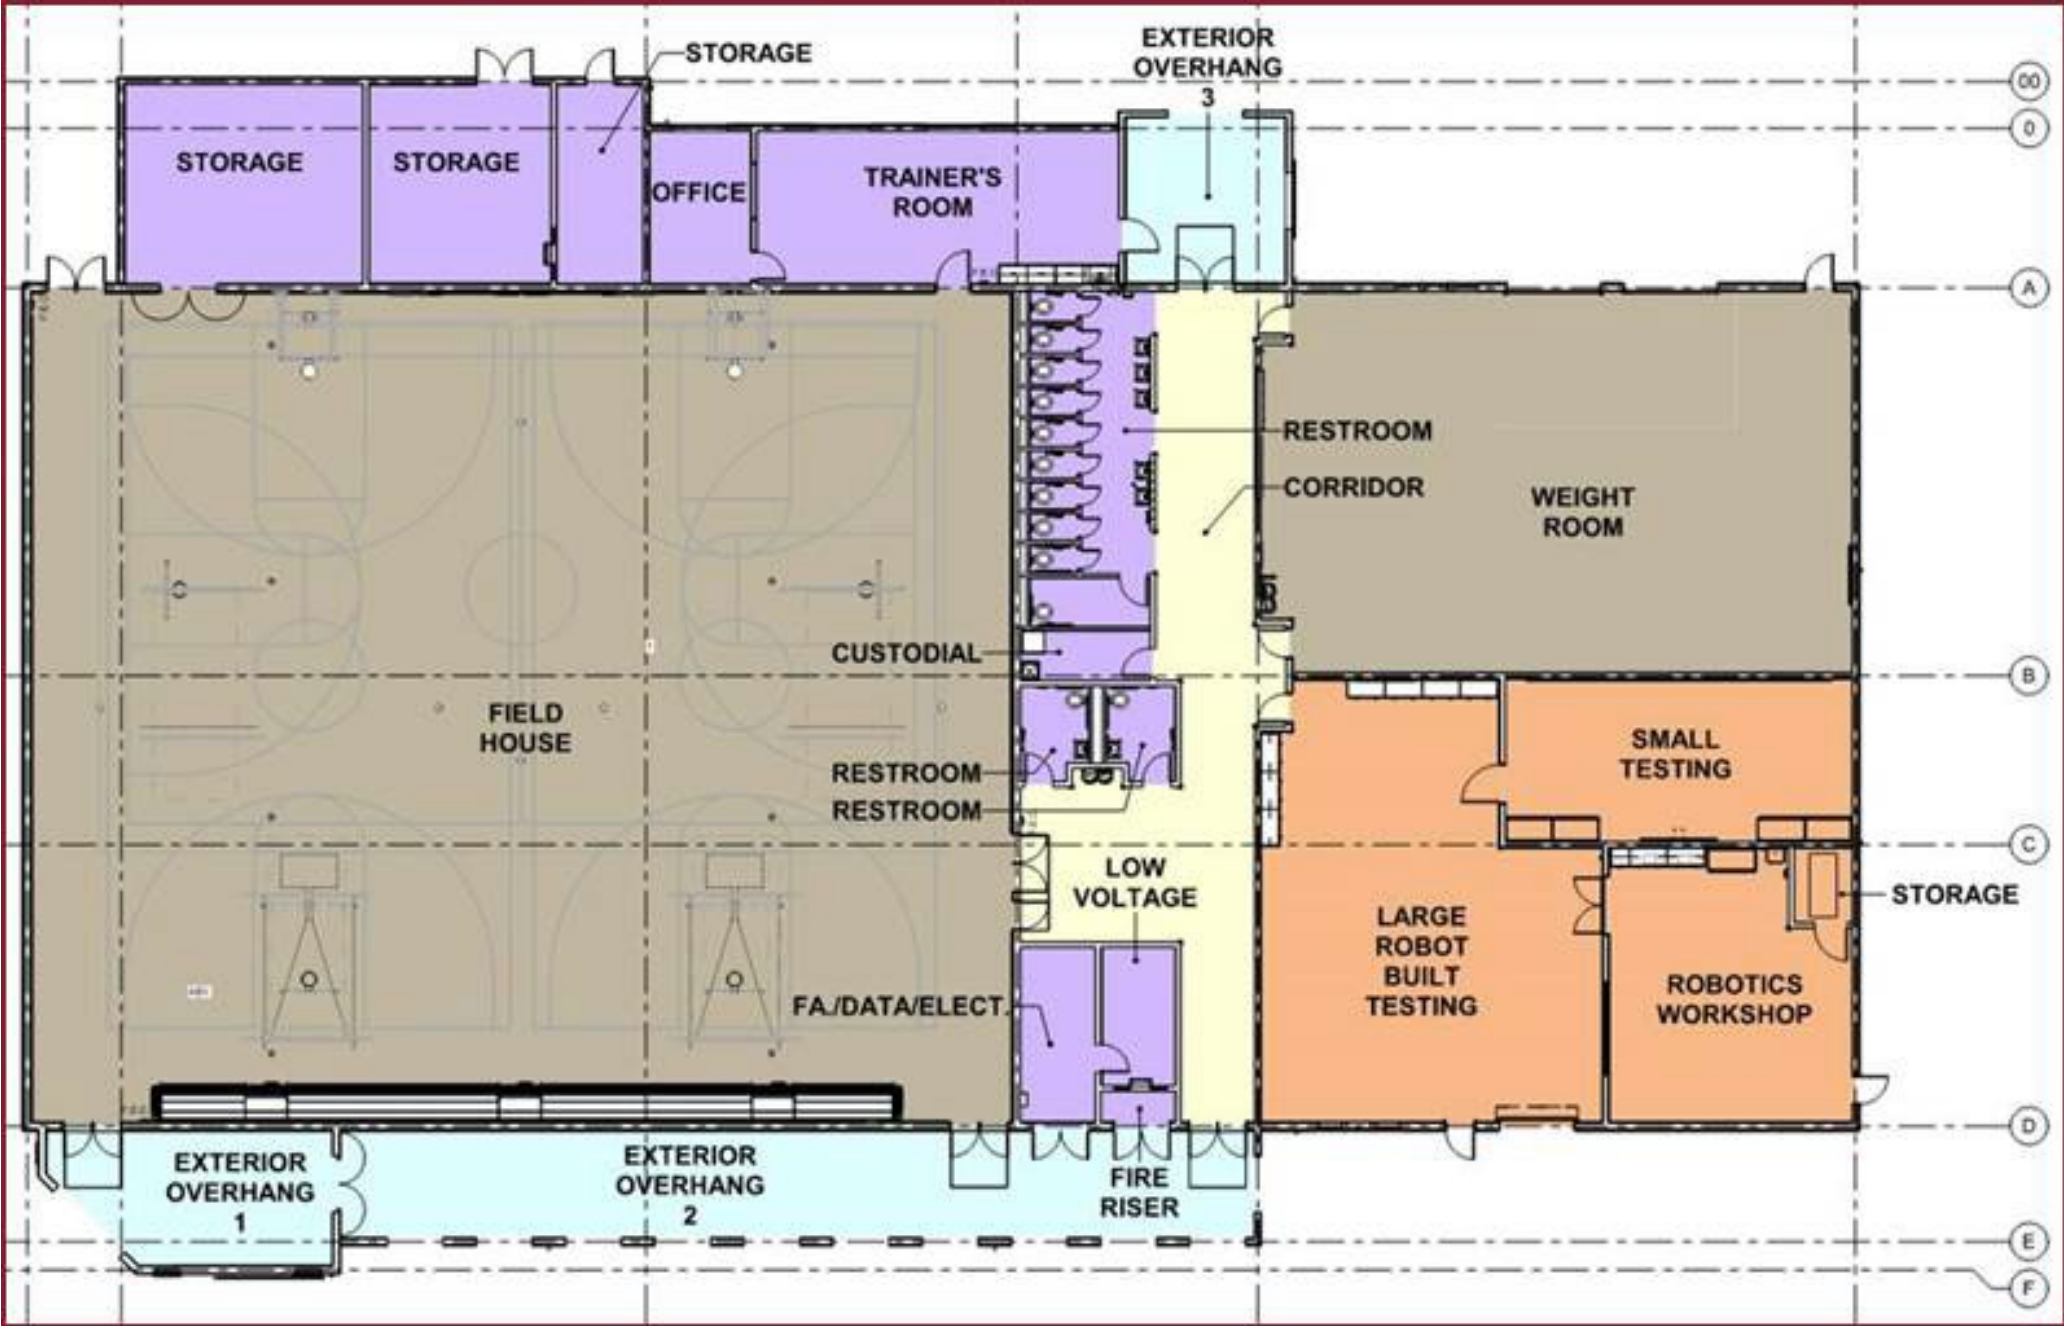 STORAGE
EXTERIOR
OVERHANG
3
00
0
STORAGE
STORAGE
OFFICE
TRAINER'S
ROOM
A
RESTROOM
CORRIDOR
WEIGHT
ROOM
CUSTODIAL
B
FIELD
HOUSE
SMALL
TESTING
RESTROOM
RESTROOM
C
LOW
VOLTAGE
STORAGE
LARGE
ROBOT
BUILT
TESTING
ROBOTICS
WORKSHOP
FA./DATA/ELECT.
D
EXTERIOR
OVERHANG
1
EXTERIOR
OVERHANG
2
FIRE
RISER
E
F